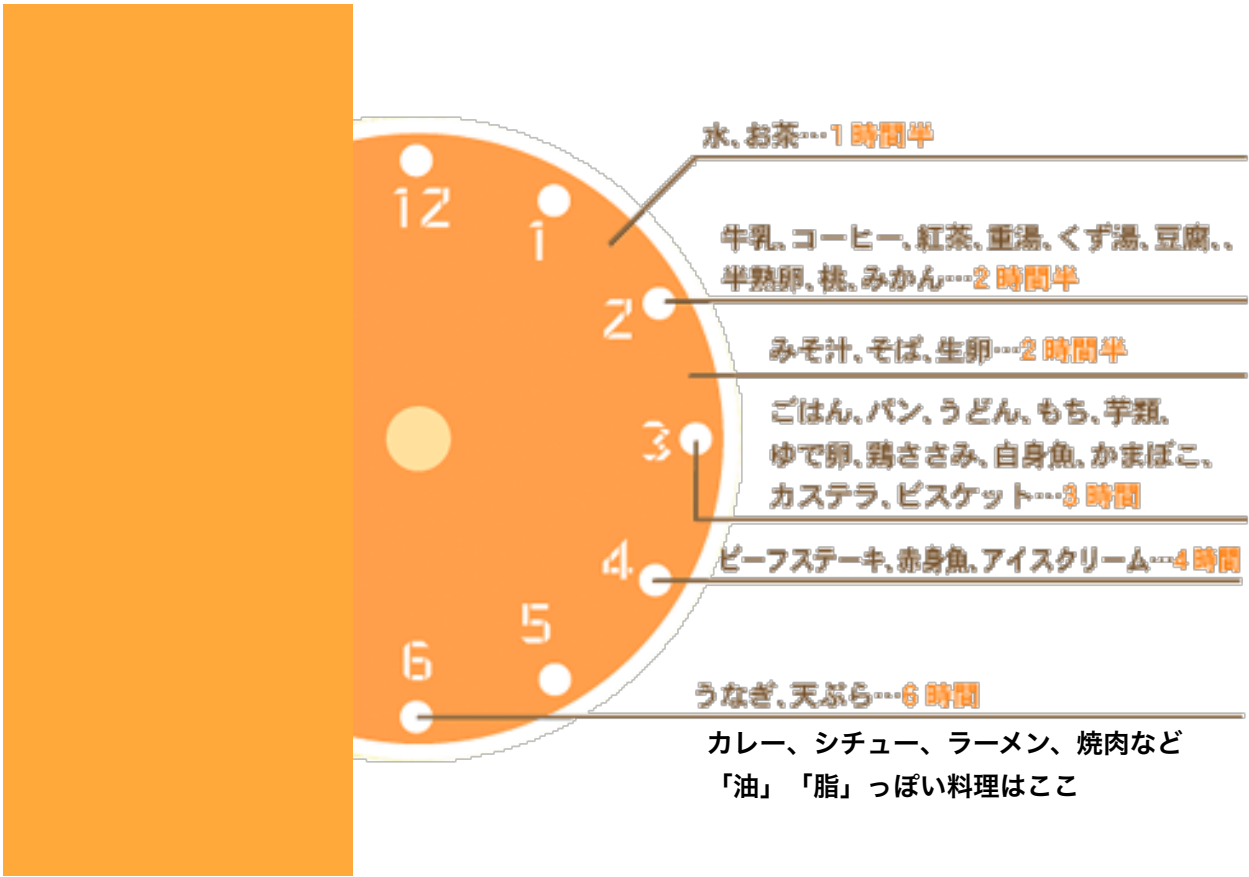 12
1
2
3
4
5
6
水、お茶…1時間半
牛乳、コーヒー、紅茶、重湯、くず湯、豆腐、、
半熟卵、桃、みかん…2時間半
みそ汁、そば、生卵…2時間半
ごはん、パン、うどん、もち、芋類、
ゆで卵、鶏ささみ、白身魚、かまぼこ、
カステラ、ビスケット…3時間
ビーフステーキ、赤身魚、アイスクリーム…4時間
うなぎ、天ぷら…6時間
カレー、シチュー、ラーメン、焼肉など
「油」「脂」っぽい料理はここ